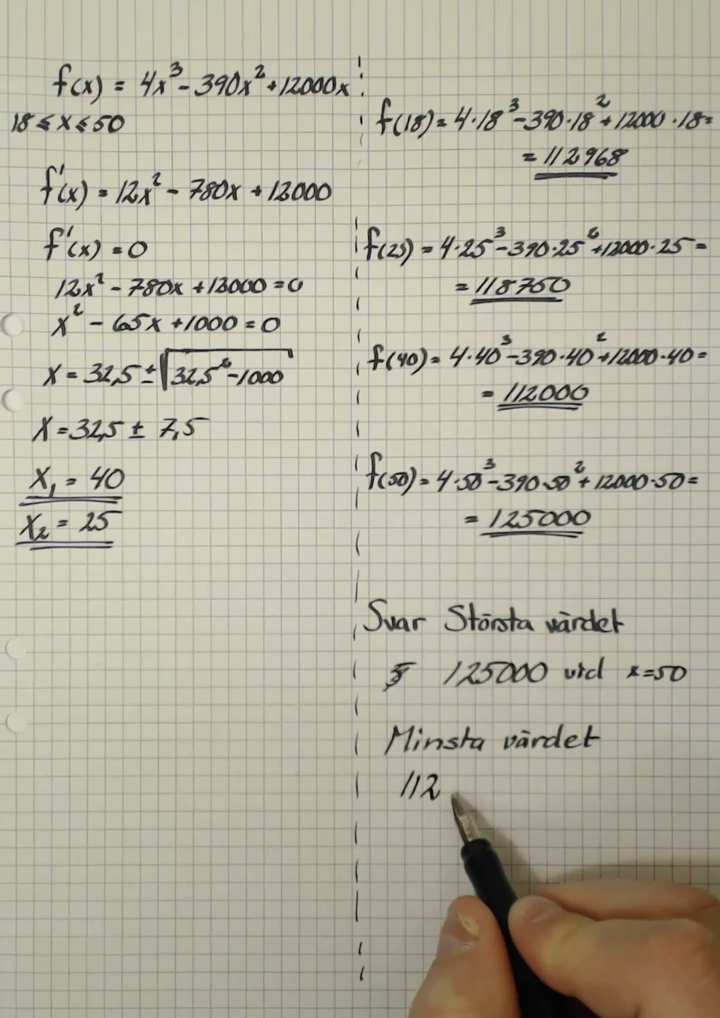 f(x) = 4x³ - 390x² + 12000x
18 ≤ x ≤ 50
f'(x) = 12x² - 780x + 12000
f'(x) = 0
12x² - 780x + 12000 = 0
x² - 65x + 1000 = 0
x = 32,5 ± √32,5² - 1000
x = 32,5 ± 7,5
x₁ = 40
x₂ = 25
f(18) = 4·18³ - 390·18² + 12000·18 =
= 112968
f(25) = 4·25³ - 390·25² + 12000·25 =
= 118750
f(40) = 4·40³ - 390·40² + 12000·40 =
= 112000
f(50) = 4·50³ - 390·50² + 12000·50 =
= 125000
Svar Största värdet
125000 vid x=50
Minsta värdet
112